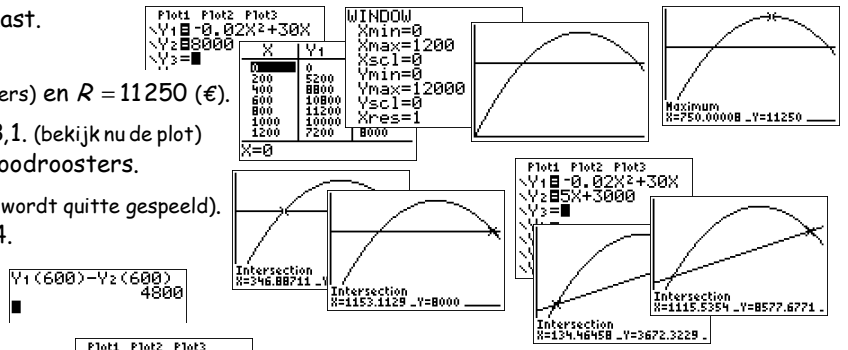 ast.
ers) en R = 11250 (€).
3,1. (bekijk nu de plot)
oodroosters.
wordt quitte gespeeld).
4.
Y1(600)-Y2(600)
4800
Plot1 Plot2 Plot3
Plot1 Plot2 Plot3
\Y1=-0.02X²+30X
\Y2=8000
\Y3=
X Y1
0 0
200 5200
400 8800
600 10800
800 11200
1000 10000
1200 7200 8000
X=0
WINDOW
Xmin=0
Xmax=1200
Xscl=0
Ymin=0
Ymax=12000
Yscl=0
Xres=1
Maximum
X=750.00008 Y=11250
Intersection
X=346.88711 Y
Intersection
X=1153.1129 Y=8000
Plot1 Plot2 Plot3
\Y1=-0.02X²+30X
\Y2=5X+3000
\Y3=
Intersection
X=134.46458 Y=3672.3229
Intersection
X=1115.5354 Y=8577.6771